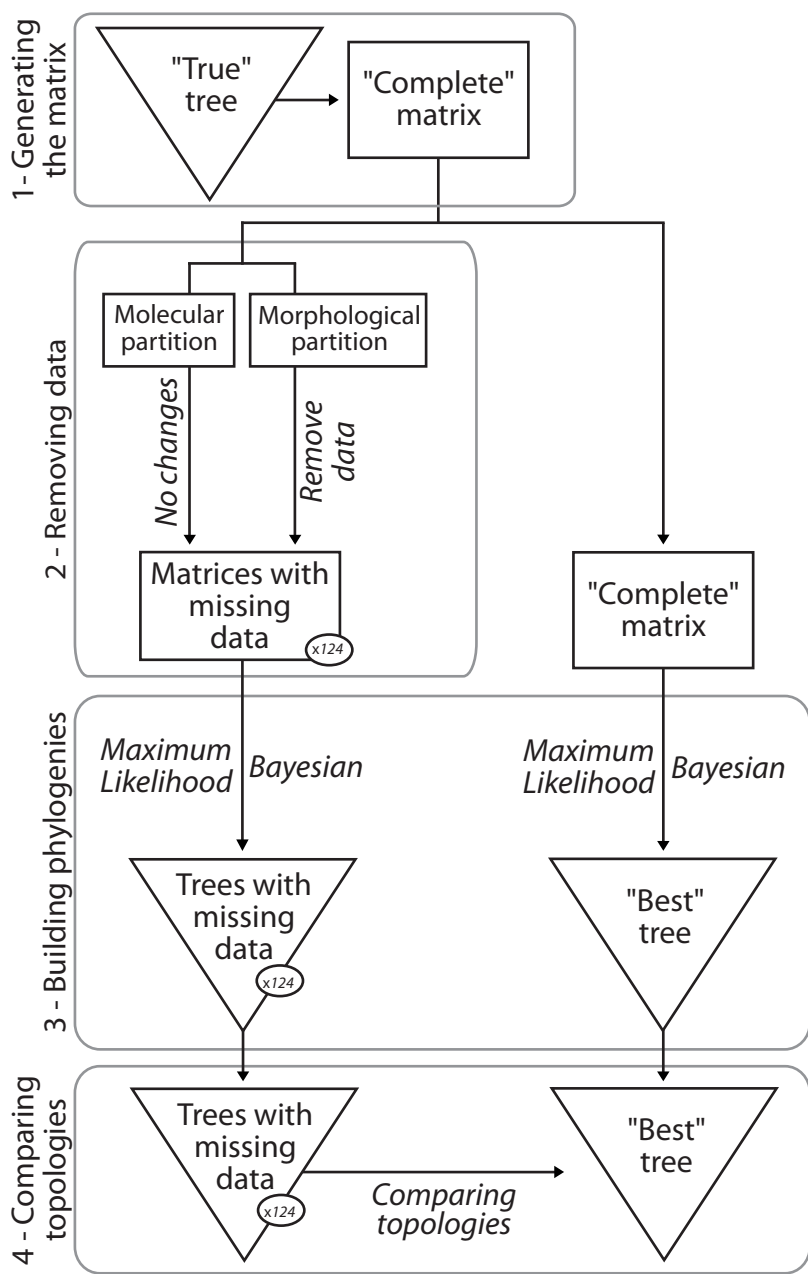 1- Generating
the matrix
"True"
tree
"Complete"
matrix
2 - Removing data
Molecular
partition
Morphological
partition
No changes
Remove
data
Matrices with
missing
data
x124
"Complete"
matrix
3 - Building phylogenies
Maximum
Likelihood
Bayesian
Maximum
Likelihood
Bayesian
Trees with
missing
data
x124
"Best"
tree
4 - Comparing
topologies
Trees with
missing
data
x124
Comparing
topologies
"Best"
tree